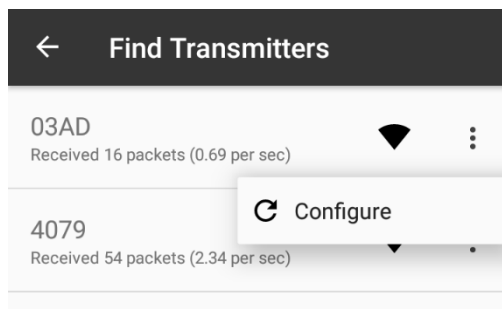 Find Transmitters
03AD
Received 16 packets (0.69 per sec)
Configure
4079
Received 54 packets (2.34 per sec)